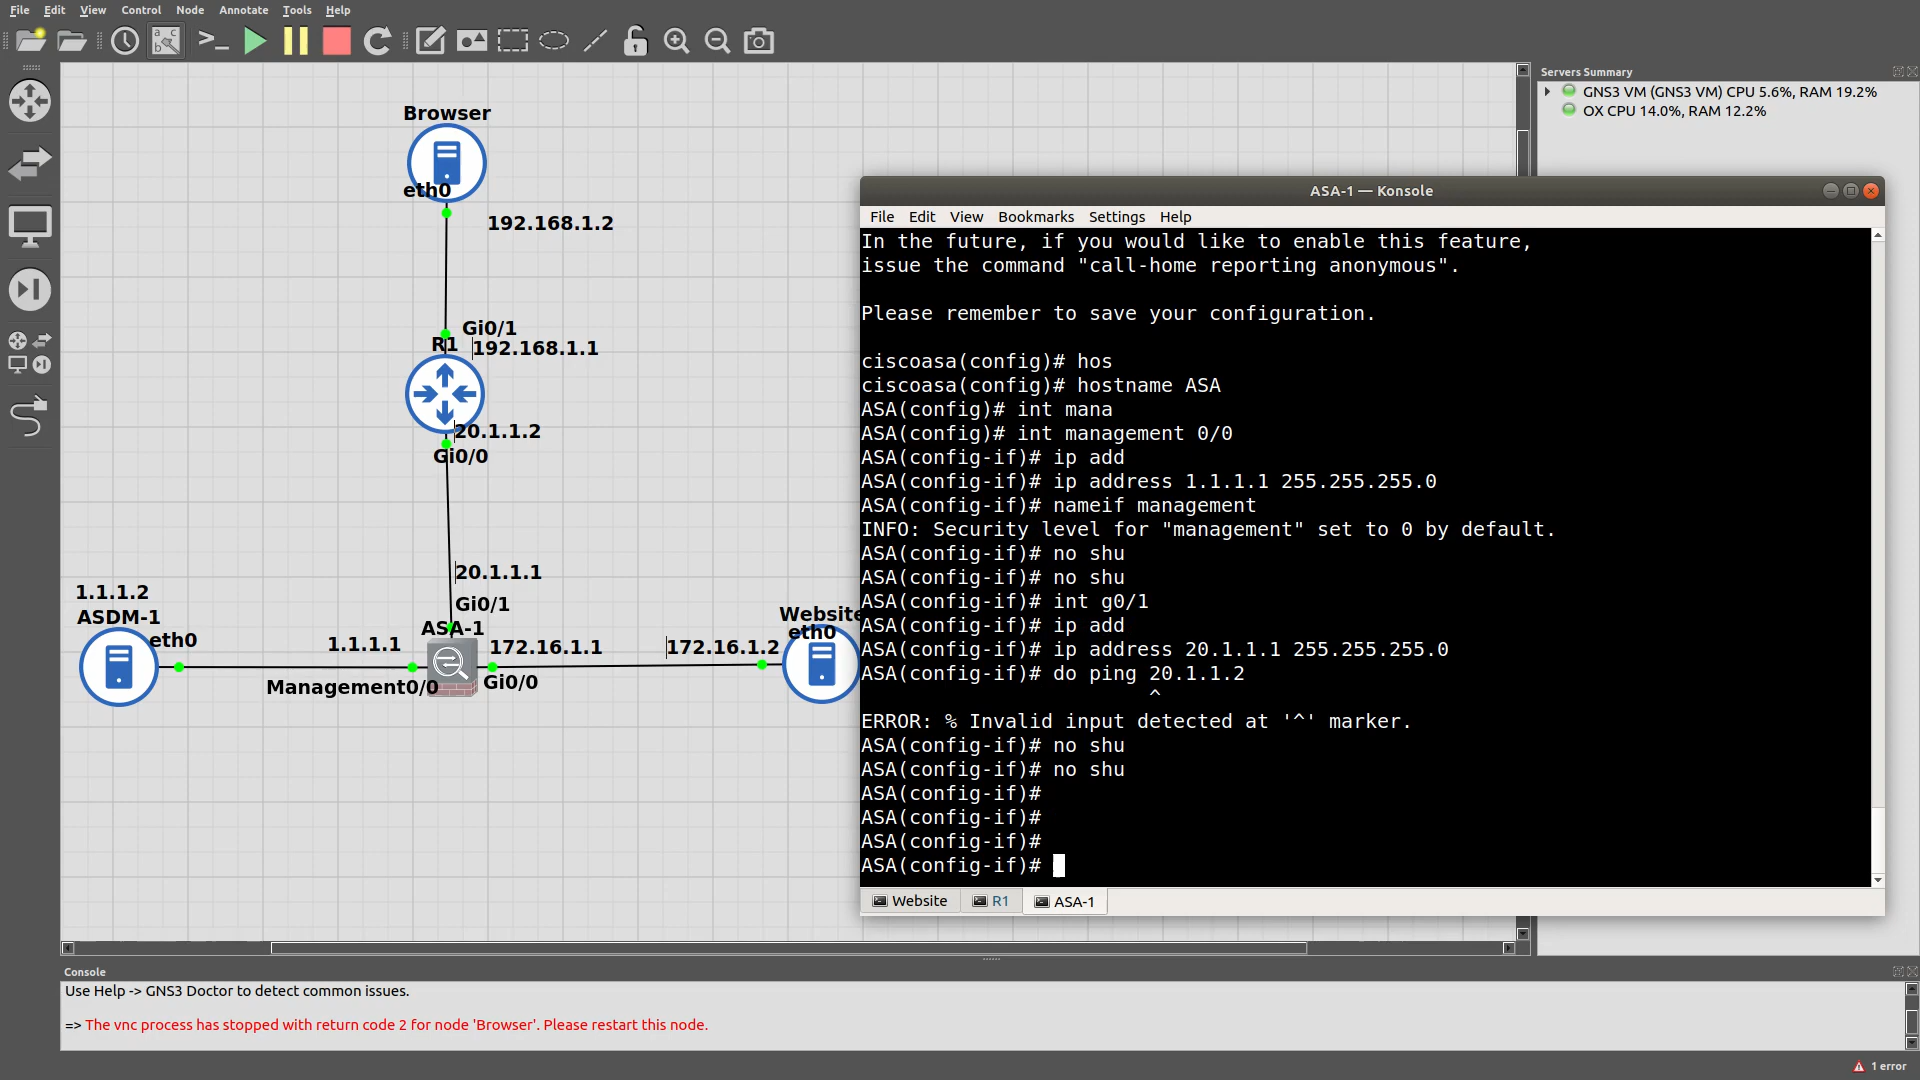 File Edit View Control Node Annotate Tools Help
Servers Summary
GNS3 VM (GNS3 VM) CPU 5.6%, RAM 19.2%
OX CPU 14.0%, RAM 12.2%
Browser
eth0
192.168.1.2
Gi0/1
R1
192.168.1.1
20.1.1.2
Gi0/0
20.1.1.1
Gi0/1
ASA-1
1.1.1.2
ASDM-1
eth0
1.1.1.1
Management0/0
172.16.1.1
Gi0/0
172.16.1.2
Website
eth0
ASA-1 — Konsole
File Edit View Bookmarks Settings Help
In the future, if you would like to enable this feature,
issue the command "call-home reporting anonymous".
Please remember to save your configuration.
ciscoasa(config)# hos
ciscoasa(config)# hostname ASA
ASA(config)# int mana
ASA(config)# int management 0/0
ASA(config-if)# ip add
ASA(config-if)# ip address 1.1.1.1 255.255.255.0
ASA(config-if)# nameif management
INFO: Security level for "management" set to 0 by default.
ASA(config-if)# no shu
ASA(config-if)# no shu
ASA(config-if)# int g0/1
ASA(config-if)# ip add
ASA(config-if)# ip address 20.1.1.1 255.255.255.0
ASA(config-if)# do ping 20.1.1.2
^
ERROR: % Invalid input detected at '^' marker.
ASA(config-if)# no shu
ASA(config-if)# no shu
ASA(config-if)#
ASA(config-if)#
ASA(config-if)#
ASA(config-if)#
Website R1 ASA-1
Console
Use Help -> GNS3 Doctor to detect common issues.
=> The vnc process has stopped with return code 2 for node 'Browser'. Please restart this node.
1 error